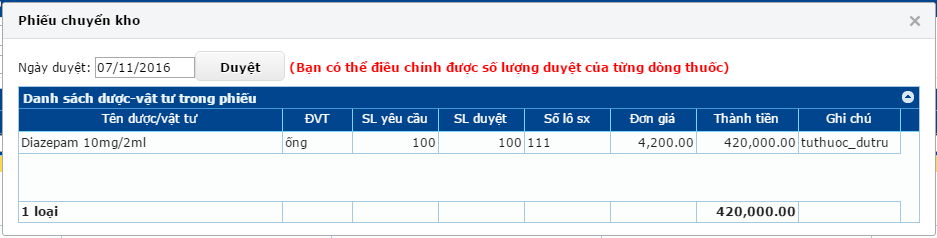 Phiếu chuyển kho
Ngày duyệt: 07/11/2016 Duyệt (Bạn có thể điều chỉnh được số lượng duyệt của từng dòng thuốc)
Danh sách dược-vật tư trong phiếu
Tên dược/vật tư ĐVT SL yêu cầu SL duyệt Số lô sx Đơn giá Thành tiền Ghi chú
Diazepam 10mg/2ml ống 100 100 111 4,200.00 420,000.00 tuthuoc_dutru
1 loại 420,000.00